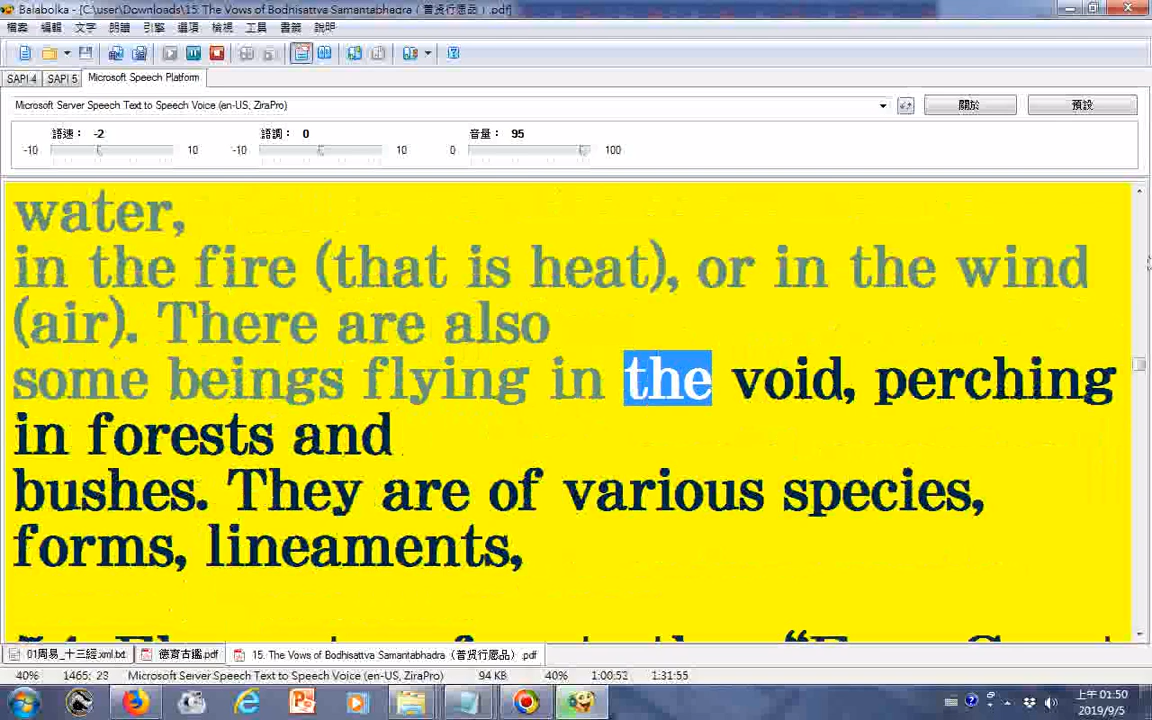 Balabolka - [C:\user\Downloads\15. The Vows of Bodhisattva Samantabhadra（普賢行愿品）.pdf]
檔案 編輯 文字 朗讀 引擎 選項 檢視 工具 書籤 說明
SAPI 4 SAPI 5 Microsoft Speech Platform
Microsoft Server Speech Text to Speech Voice (en-US, ZiraPro) 關於 預設
語速： -2 語調： 0 音量： 95
-10 10 -10 10 0 100
water,
in the fire (that is heat), or in the wind
(air). There are also
some beings flying in the void, perching
in forests and
bushes. They are of various species,
forms, lineaments,
01周易_十三經.xml.txt 德育古鑑.pdf 15. The Vows of Bodhisattva Samantabhadra（普賢行愿品）.pdf
40% 1465: 23 Microsoft Server Speech Text to Speech Voice (en-US, ZiraPro) 94 KB 40% 1:00:53 1:31:55
上午 01:50
2019/9/5